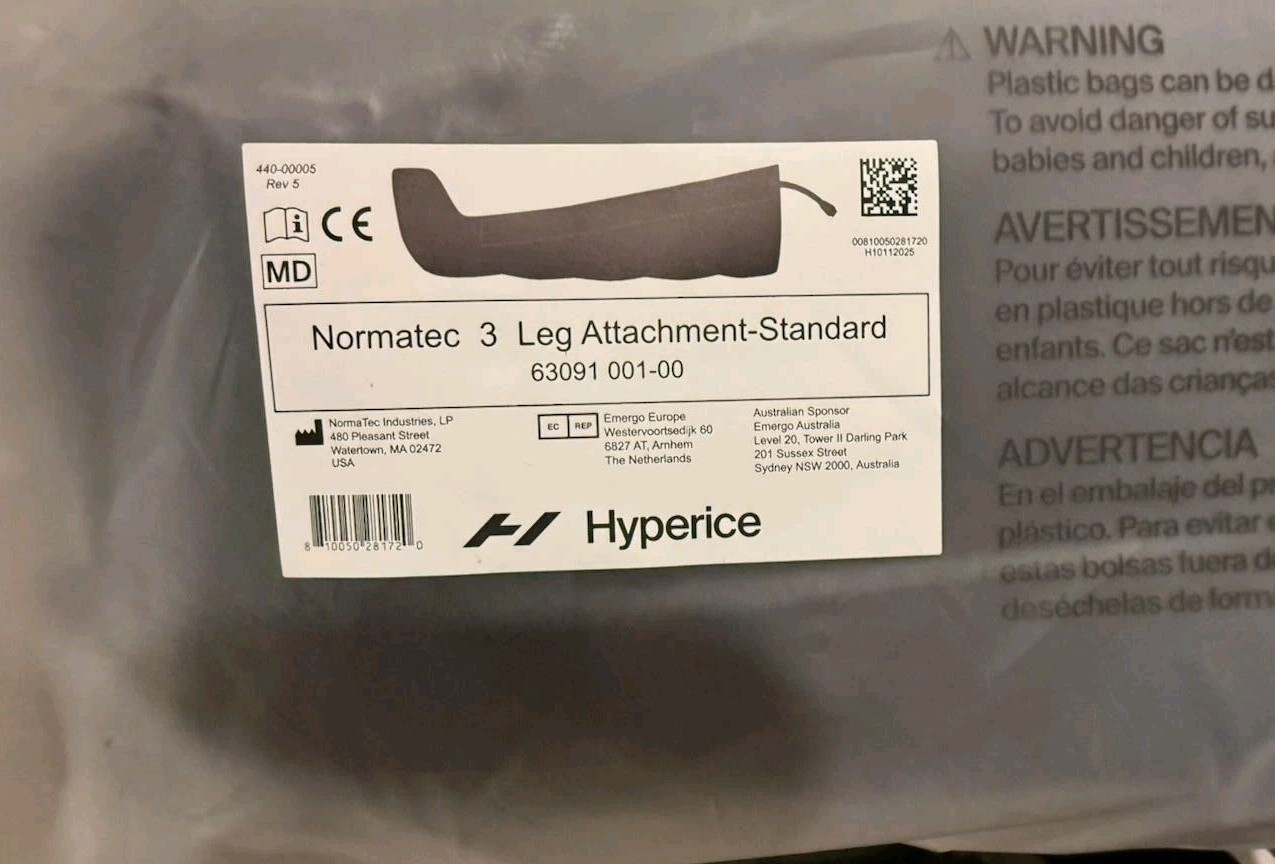 440-00005
Rev 5
MD
00810050281720
H10112025
Normatec 3 Leg Attachment-Standard
63091 001-00
NormaTec Industries, LP
480 Pleasant Street
Watertown, MA 02472
USA
EC REP
Emergo Europe
Westervoortsedijk 60
6827 AT, Arnhem
The Netherlands
Australian Sponsor
Emergo Australia
Level 20, Tower II Darling Park
201 Sussex Street
Sydney NSW 2000, Australia
8 10050 28172 0
Hyperice
WARNING
Plastic bags can be d
To avoid danger of su
babies and children,
AVERTISSEMEN
Pour éviter tout risqu
en plastique hors de
enfants. Ce sac n'est
alcance das crianças
ADVERTENCIA
En el embalaje del pr
plástico. Para evitar e
estas bolsas fuera de
deséchelas de form